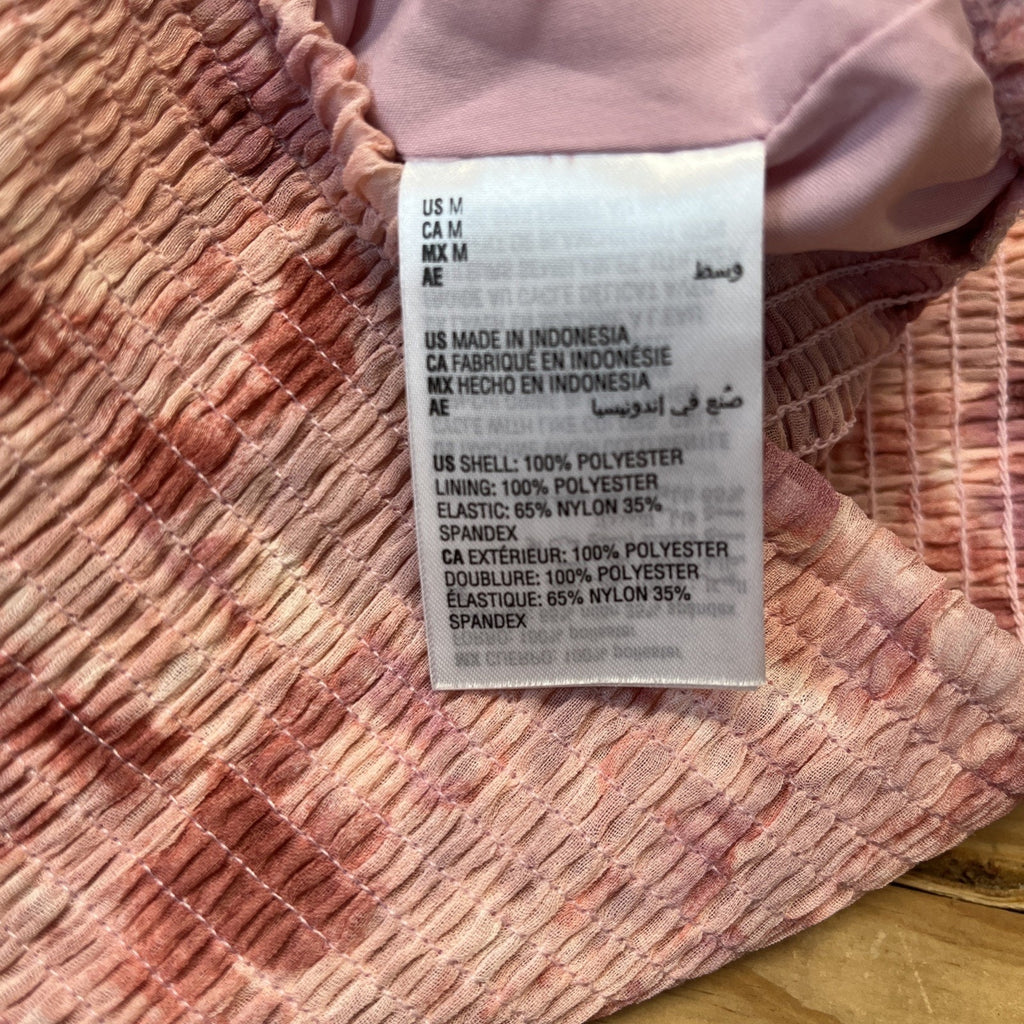 US M
CA M
MX M
AE وسط
US MADE IN INDONESIA
CA FABRIQUÉ EN INDONÉSIE
MX HECHO EN INDONESIA
AE صُنع في إندونيسيا
US SHELL: 100% POLYESTER
LINING: 100% POLYESTER
ELASTIC: 65% NYLON 35%
SPANDEX
CA EXTÉRIEUR: 100% POLYESTER
DOUBLURE: 100% POLYESTER
ÉLASTIQUE: 65% NYLON 35%
SPANDEX